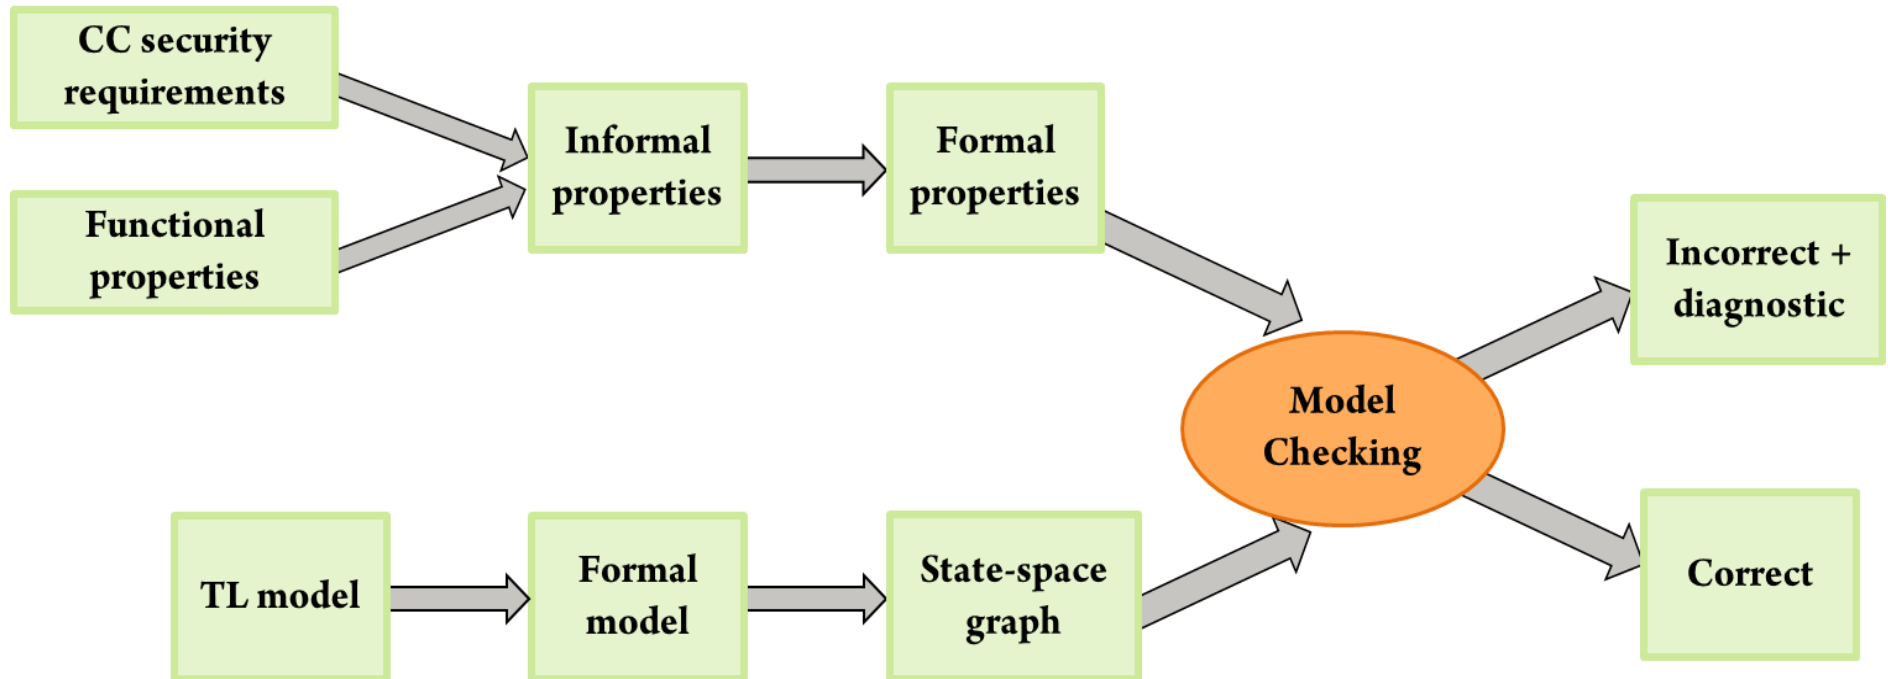 CC security
requirements
Functional
properties
Informal
properties
Formal
properties
Incorrect +
diagnostic
Model
Checking
TL model
Formal
model
State-space
graph
Correct